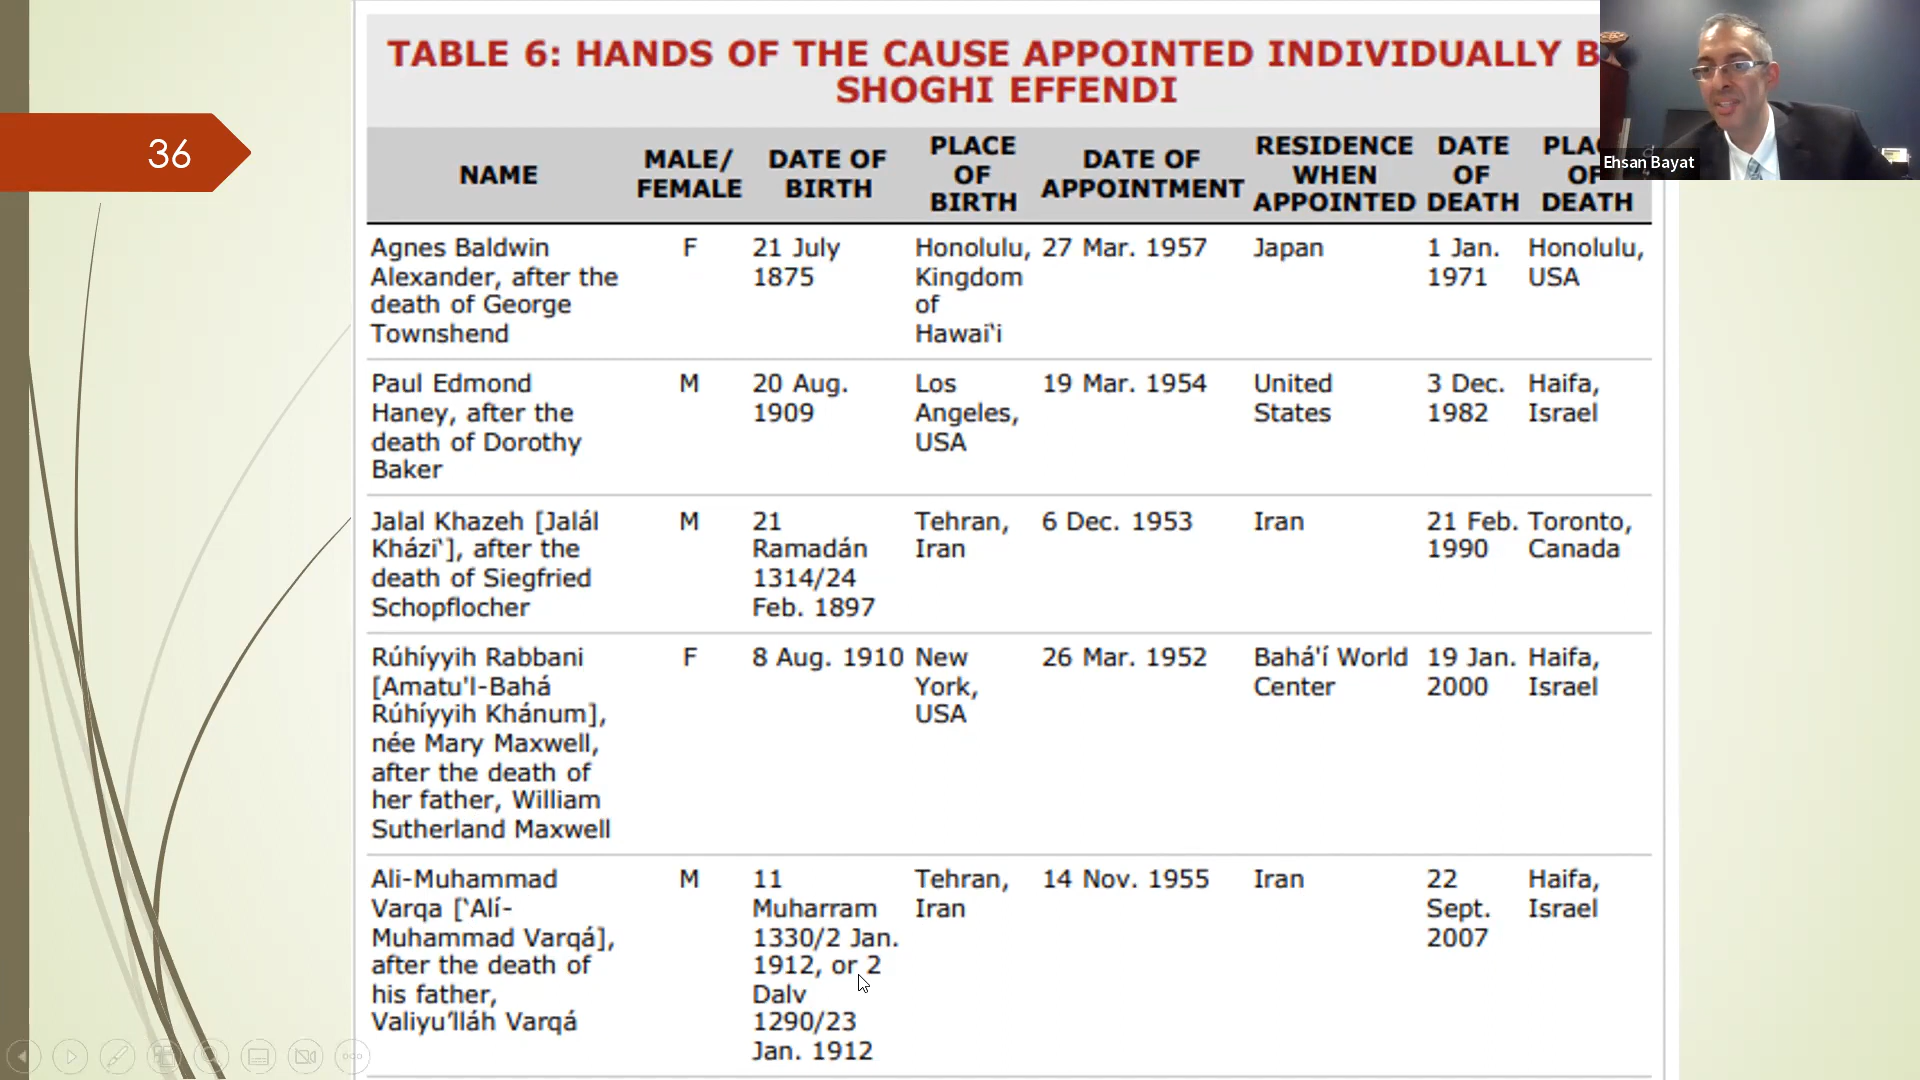 36
TABLE 6: HANDS OF THE CAUSE APPOINTED INDIVIDUALLY B
SHOGHI EFFENDI
NAME
MALE/
FEMALE
DATE OF
BIRTH
PLACE
OF
BIRTH
DATE OF
APPOINTMENT
RESIDENCE
WHEN
APPOINTED
DATE
OF
DEATH
PLAC
OF
DEATH
Ehsan Bayat
Agnes Baldwin
Alexander, after the
death of George
Townshend
F
21 July
1875
Honolulu,
Kingdom
of
Hawai‘i
27 Mar. 1957
Japan
1 Jan.
1971
Honolulu,
USA
Paul Edmond
Haney, after the
death of Dorothy
Baker
M
20 Aug.
1909
Los
Angeles,
USA
19 Mar. 1954
United
States
3 Dec.
1982
Haifa,
Israel
Jalal Khazeh [Jalál
Kházi‘], after the
death of Siegfried
Schopflocher
M
21
Ramadán
1314/24
Feb. 1897
Tehran,
Iran
6 Dec. 1953
Iran
21 Feb.
1990
Toronto,
Canada
Rúhíyyih Rabbani
[Amatu'l-Bahá
Rúhíyyih Khánum],
née Mary Maxwell,
after the death of
her father, William
Sutherland Maxwell
F
8 Aug. 1910
New
York,
USA
26 Mar. 1952
Bahá'í World
Center
19 Jan.
2000
Haifa,
Israel
Ali-Muhammad
Varqa [‘Alí-
Muhammad Varqá],
after the death of
his father,
Valiyu’lláh Varqá
M
11
Muharram
1330/2 Jan.
1912, or 2
Dalv
1290/23
Jan. 1912
Tehran,
Iran
14 Nov. 1955
Iran
22
Sept.
2007
Haifa,
Israel